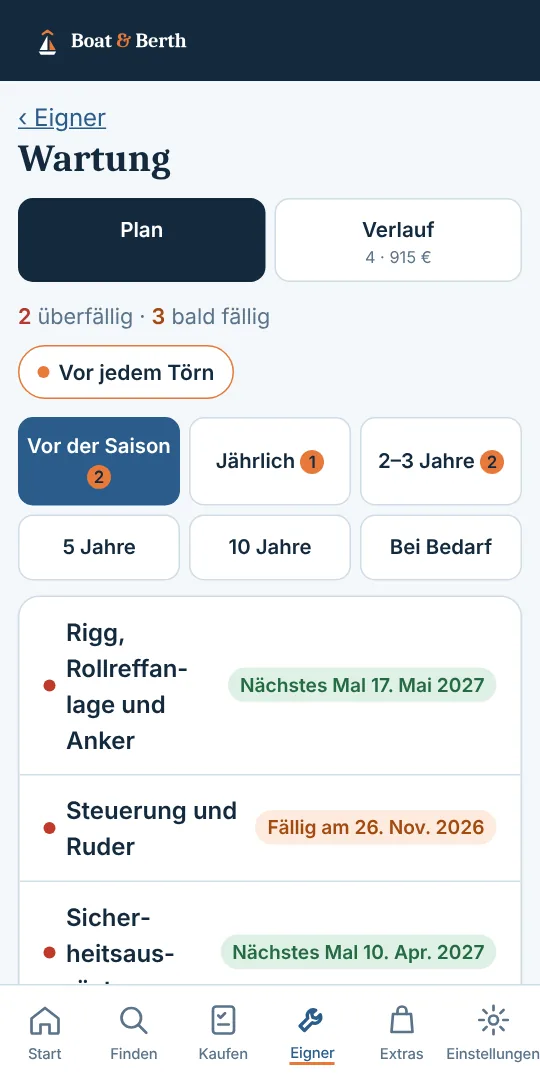 Boat & Berth
‹ Eigner
Wartung
Plan
Verlauf
4 · 915 €
2 überfällig · 3 bald fällig
Vor jedem Törn
Vor der Saison
2
Jährlich 1
2–3 Jahre 2
5 Jahre
10 Jahre
Bei Bedarf
Rigg,
Rollreffan-
lage und
Anker
Nächstes Mal 17. Mai 2027
Steuerung und
Ruder
Fällig am 26. Nov. 2026
Sicher-
heitsaus-
Nächstes Mal 10. Apr. 2027
Start
Finden
Kaufen
Eigner
Extras
Einstellungen